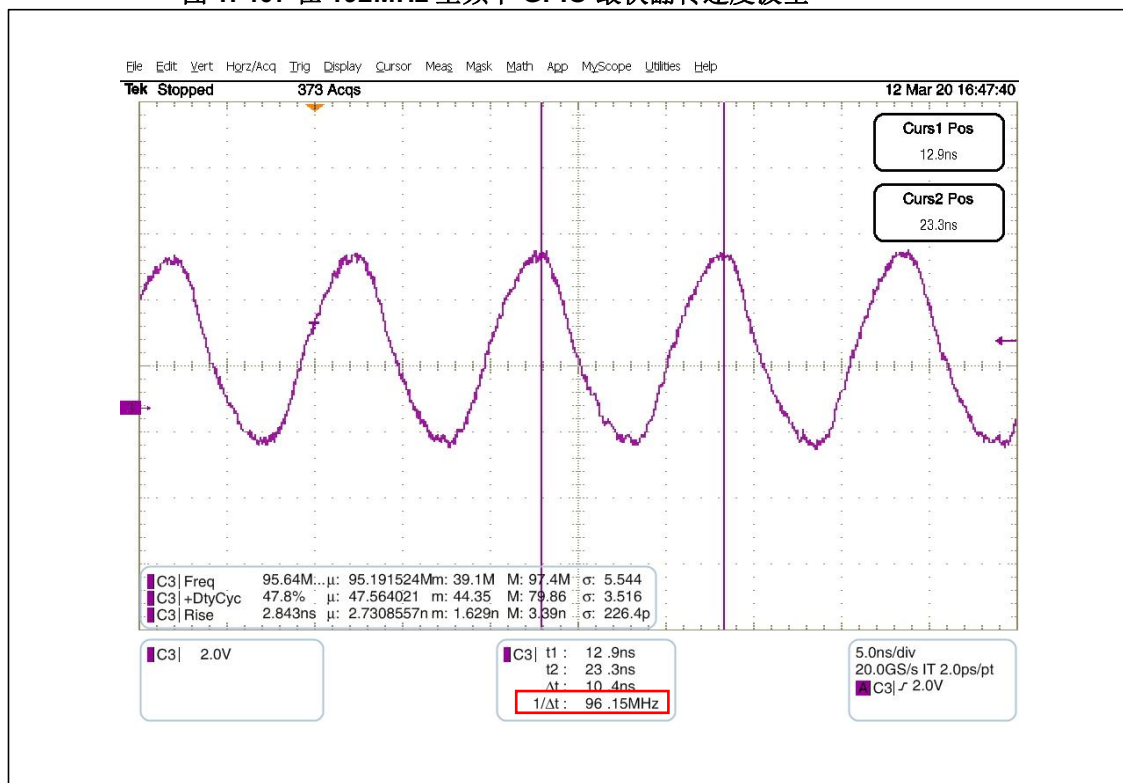 File Edit Vert Horz/Acq Trig Display Cursor Meas Mask Math App MyScope Utilities Help
Tek Stopped 373 Acqs 12 Mar 20 16:47:40
Curs1 Pos
12.9ns
Curs2 Pos
23.3ns
C3 Freq 95.64M...µ: 95.191524Mm: 39.1M M: 97.4M σ: 5.544
C3 +DtyCyc 47.8% µ: 47.564021 m: 44.35 M: 79.86 σ: 3.516
C3 Rise 2.843ns µ: 2.7308557n m: 1.629n M: 3.39n σ: 226.4p
C3 2.0V
C3 t1 : 12 .9ns
t2 : 23 .3ns
Δt : 10 .4ns
1/Δt : 96 .15MHz
5.0ns/div
20.0GS/s IT 2.0ps/pt
A C3 2.0V